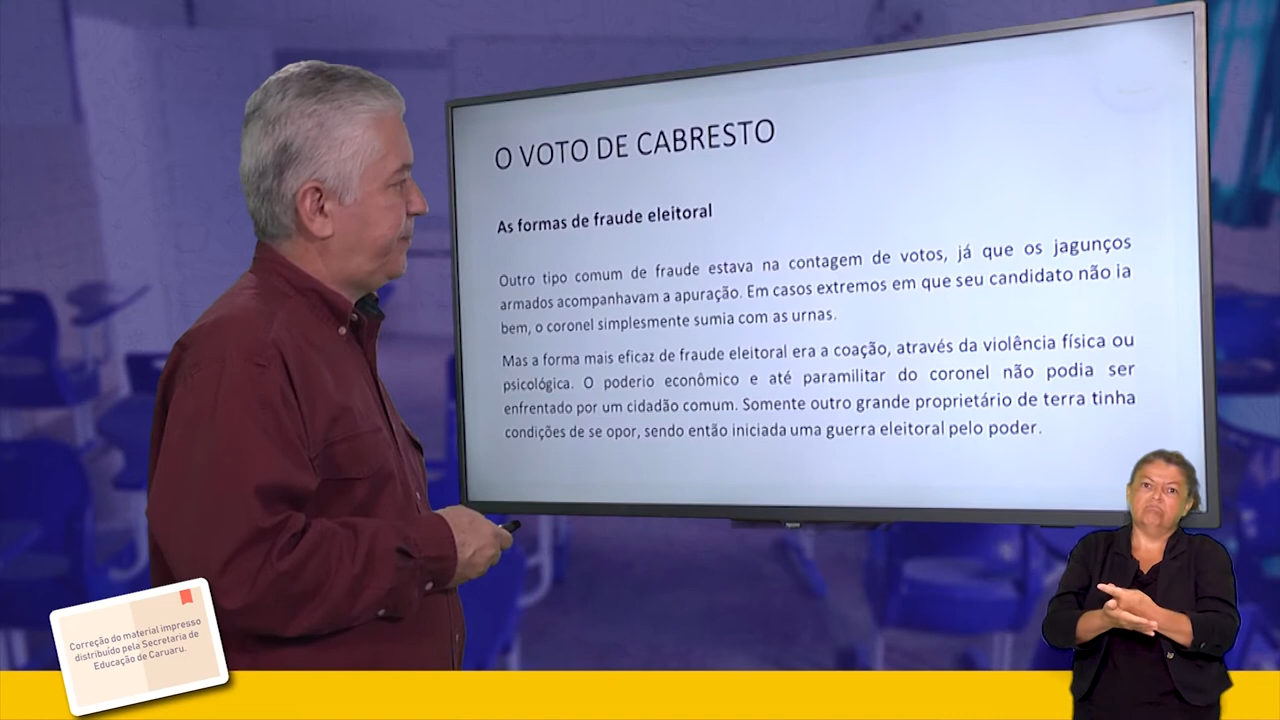 O VOTO DE CABRESTO
As formas de fraude eleitoral
Outro tipo comum de fraude estava na contagem de votos, já que os jagunços
armados acompanhavam a apuração. Em casos extremos em que seu candidato não ia
bem, o coronel simplesmente sumia com as urnas.
Mas a forma mais eficaz de fraude eleitoral era a coação, através da violência física ou
psicológica. O poderio econômico e até paramilitar do coronel não podia ser
enfrentado por um cidadão comum. Somente outro grande proprietário de terra tinha
condições de se opor, sendo então iniciada uma guerra eleitoral pelo poder.
Correção do material impresso
distribuído pela Secretaria de
Educação de Caruaru.